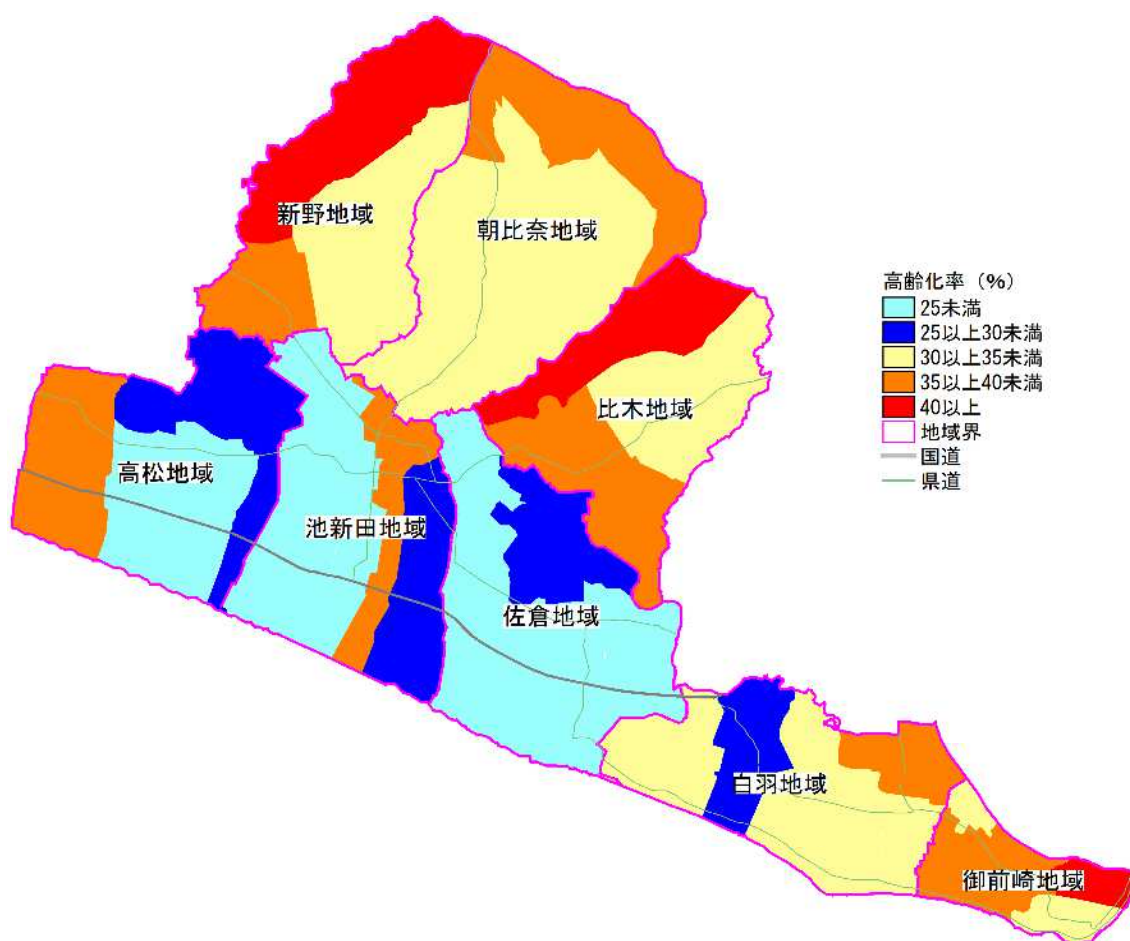 新野地域
朝比奈地域
高齢化率（％）
25未満
25以上30未満
30以上35未満
35以上40未満
40以上
地域界
国道
県道
比木地域
高松地域
池新田地域
佐倉地域
白羽地域
御前崎地域